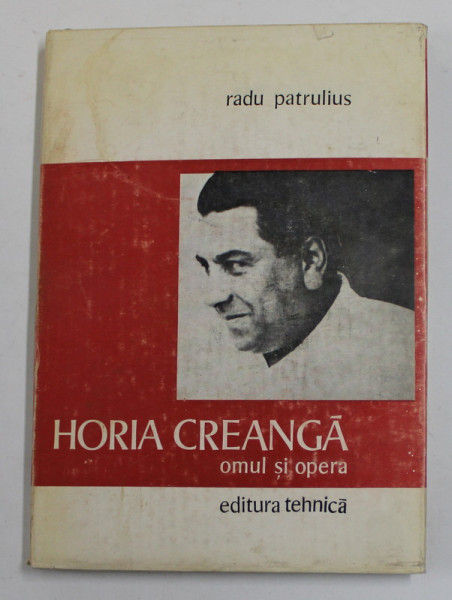 radu patrulius
HORIA CREANGĂ
omul și opera
editura tehnică